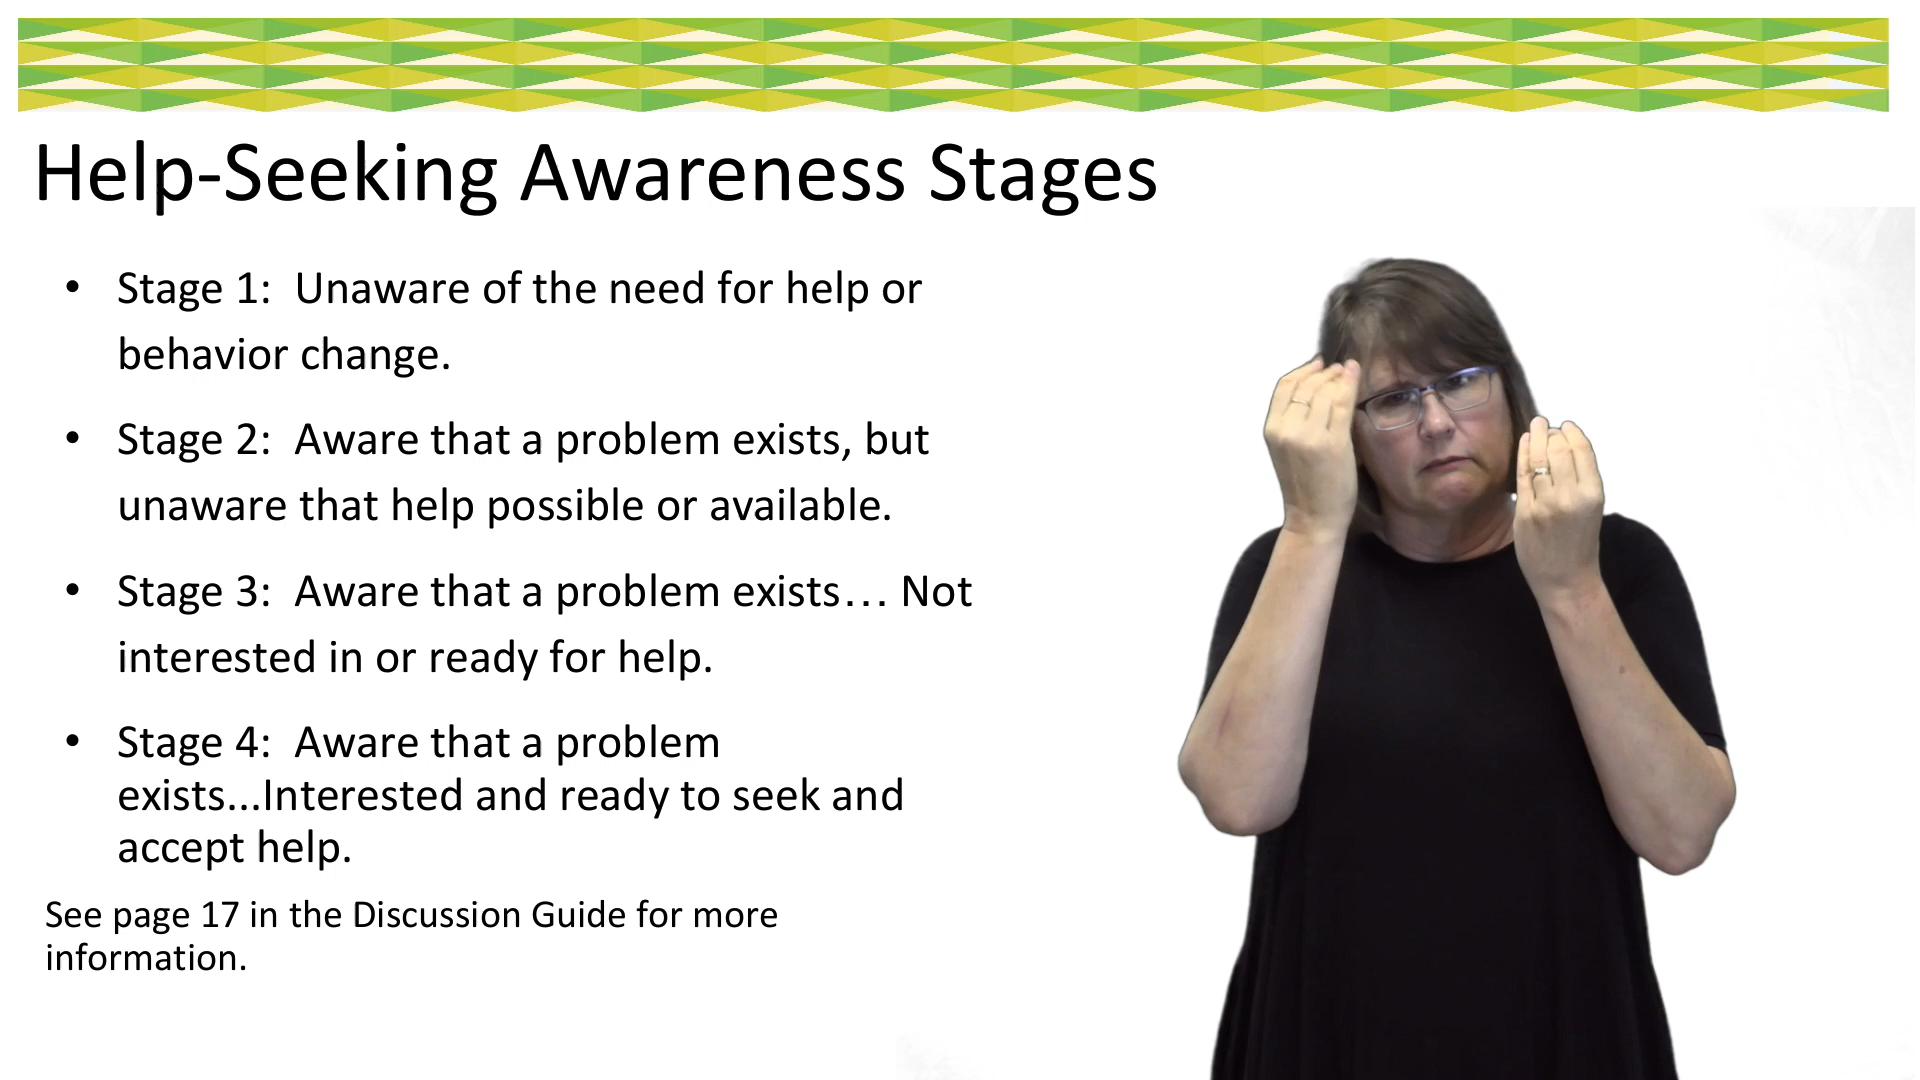 Help-Seeking Awareness Stages
• Stage 1:  Unaware of the need for help or
behavior change.
• Stage 2:  Aware that a problem exists, but
unaware that help possible or available.
• Stage 3:  Aware that a problem exists… Not
interested in or ready for help.
• Stage 4:  Aware that a problem
exists...Interested and ready to seek and
accept help.
See page 17 in the Discussion Guide for more
information.